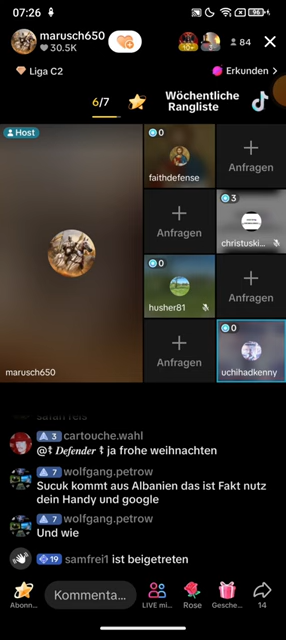 07:26
96
marusch650
30.5K
10+
3
84
Liga C2
Erkunden
6/7
Wöchentliche
Rangliste
Host
0
faithdefense
Anfragen
Anfragen
3
christuski...
0
husher81
Anfragen
Anfragen
0
uchihadkenny
marusch650
3 cartouche.wahl
@ Defender ja frohe weihnachten
7 wolfgang.petrow
Sucuk kommt aus Albanien das ist Fakt nutz
dein Handy und google
7 wolfgang.petrow
Und wie
19 samfrei1 ist beigetreten
Kommenta...
Abonn...
LIVE mi...
Rose
Gesche...
14